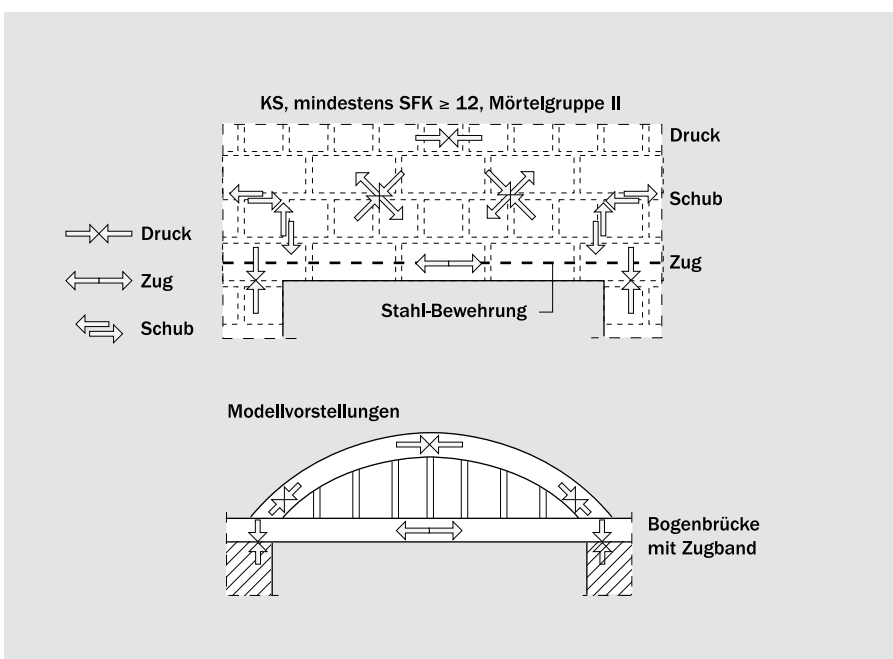 KS, mindestens SFK ≥ 12, Mörtelgruppe II
Druck
Schub
Zug
Druck
Zug
Schub
Stahl-Bewehrung
Modellvorstellungen
Bogenbrücke
mit Zugband